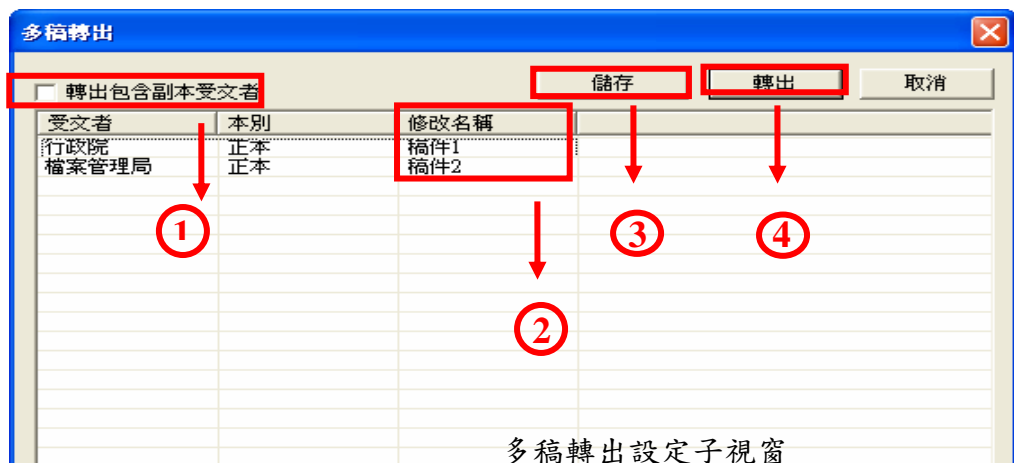 多稿轉出
轉出包含副本受文者 儲存 轉出 取消
受文者 本別 修改名稱
行政院 正本 稿件1
檔案管理局 正本 稿件2
1 3 4
2
多稿轉出設定子視窗